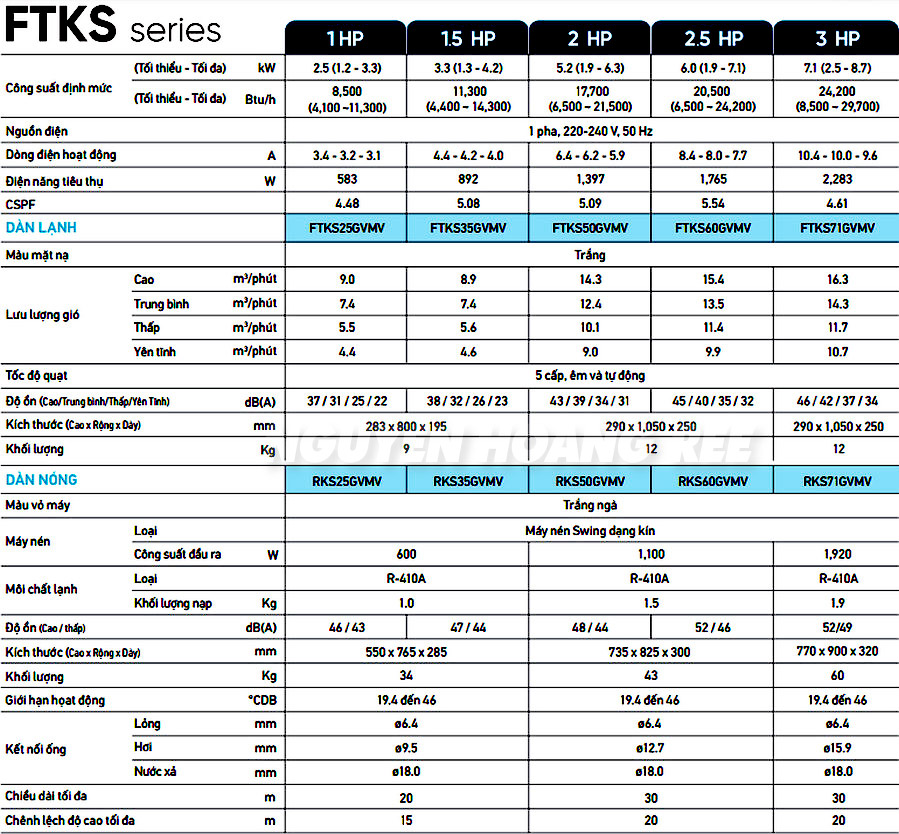 FTKS series 1 HP 1.5 HP 2 HP 2.5 HP 3 HP
Công suất định mức
(Tối thiểu - Tối đa) kW 2.5 (1.2 - 3.3) 3.3 (1.3 - 4.2) 5.2 (1.9 - 6.3) 6.0 (1.9 - 7.1) 7.1 (2.5 - 8.7)
(Tối thiểu - Tối đa) Btu/h 8,500 11,300 17,700 20,500 24,200
(4,100 ~11,300) (4,400 ~ 14,300) (6,500 ~ 21,500) (6,500 ~ 24,200) (8,500 ~ 29,700)
Nguồn điện 1 pha, 220-240 V, 50 Hz
Dòng điện hoạt động A 3.4 - 3.2 - 3.1 4.4 - 4.2 - 4.0 6.4 - 6.2 - 5.9 8.4 - 8.0 - 7.7 10.4 - 10.0 - 9.6
Điện năng tiêu thụ W 583 892 1,397 1,765 2,283
CSPF 4.48 5.08 5.09 5.54 4.61
DÀN LẠNH FTKS25GVMV FTKS35GVMV FTKS50GVMV FTKS60GVMV FTKS71GVMV
Màu mặt nạ Trắng
Lưu lượng gió
Cao m³/phút 9.0 8.9 14.3 15.4 16.3
Trung bình m³/phút 7.4 7.4 12.4 13.5 14.3
Thấp m³/phút 5.5 5.6 10.1 11.4 11.7
Yên tĩnh m³/phút 4.4 4.6 9.0 9.9 10.7
Tốc độ quạt 5 cấp, êm và tự động
Độ ồn (Cao/Trung bình/Thấp/Yên Tĩnh) dB(A) 37 / 31 / 25 / 22 38 / 32 / 26 / 23 43 / 39 / 34 / 31 45 / 40 / 35 / 32 46 / 42 / 37 / 34
Kích thước (Cao x Rộng x Dày) mm 283 x 800 x 195 290 x 1,050 x 250 290 x 1,050 x 250
Khối lượng Kg 9 12 12
NGUYEN HOANG REE
DÀN NÓNG RKS25GVMV RKS35GVMV RKS50GVMV RKS60GVMV RKS71GVMV
Màu vỏ máy Trắng ngà
Máy nén
Loại Máy nén Swing dạng kín
Công suất đầu ra W 600 1,100 1,920
Môi chất lạnh
Loại R-410A R-410A R-410A
Khối lượng nạp Kg 1.0 1.5 1.9
Độ ồn (Cao / thấp) dB(A) 46 / 43 47 / 44 48 / 44 52 / 46 52/49
Kích thước (Cao x Rộng x Dày) mm 550 x 765 x 285 735 x 825 x 300 770 x 900 x 320
Khối lượng Kg 34 43 60
Giới hạn hoạt động °CDB 19.4 đến 46 19.4 đến 46 19.4 đến 46
Kết nối ống
Lỏng mm ø6.4 ø6.4 ø6.4
Hơi mm ø9.5 ø12.7 ø15.9
Nước xả mm ø18.0 ø18.0 ø18.0
Chiều dài tối đa m 20 30 30
Chênh lệch độ cao tối đa m 15 20 20